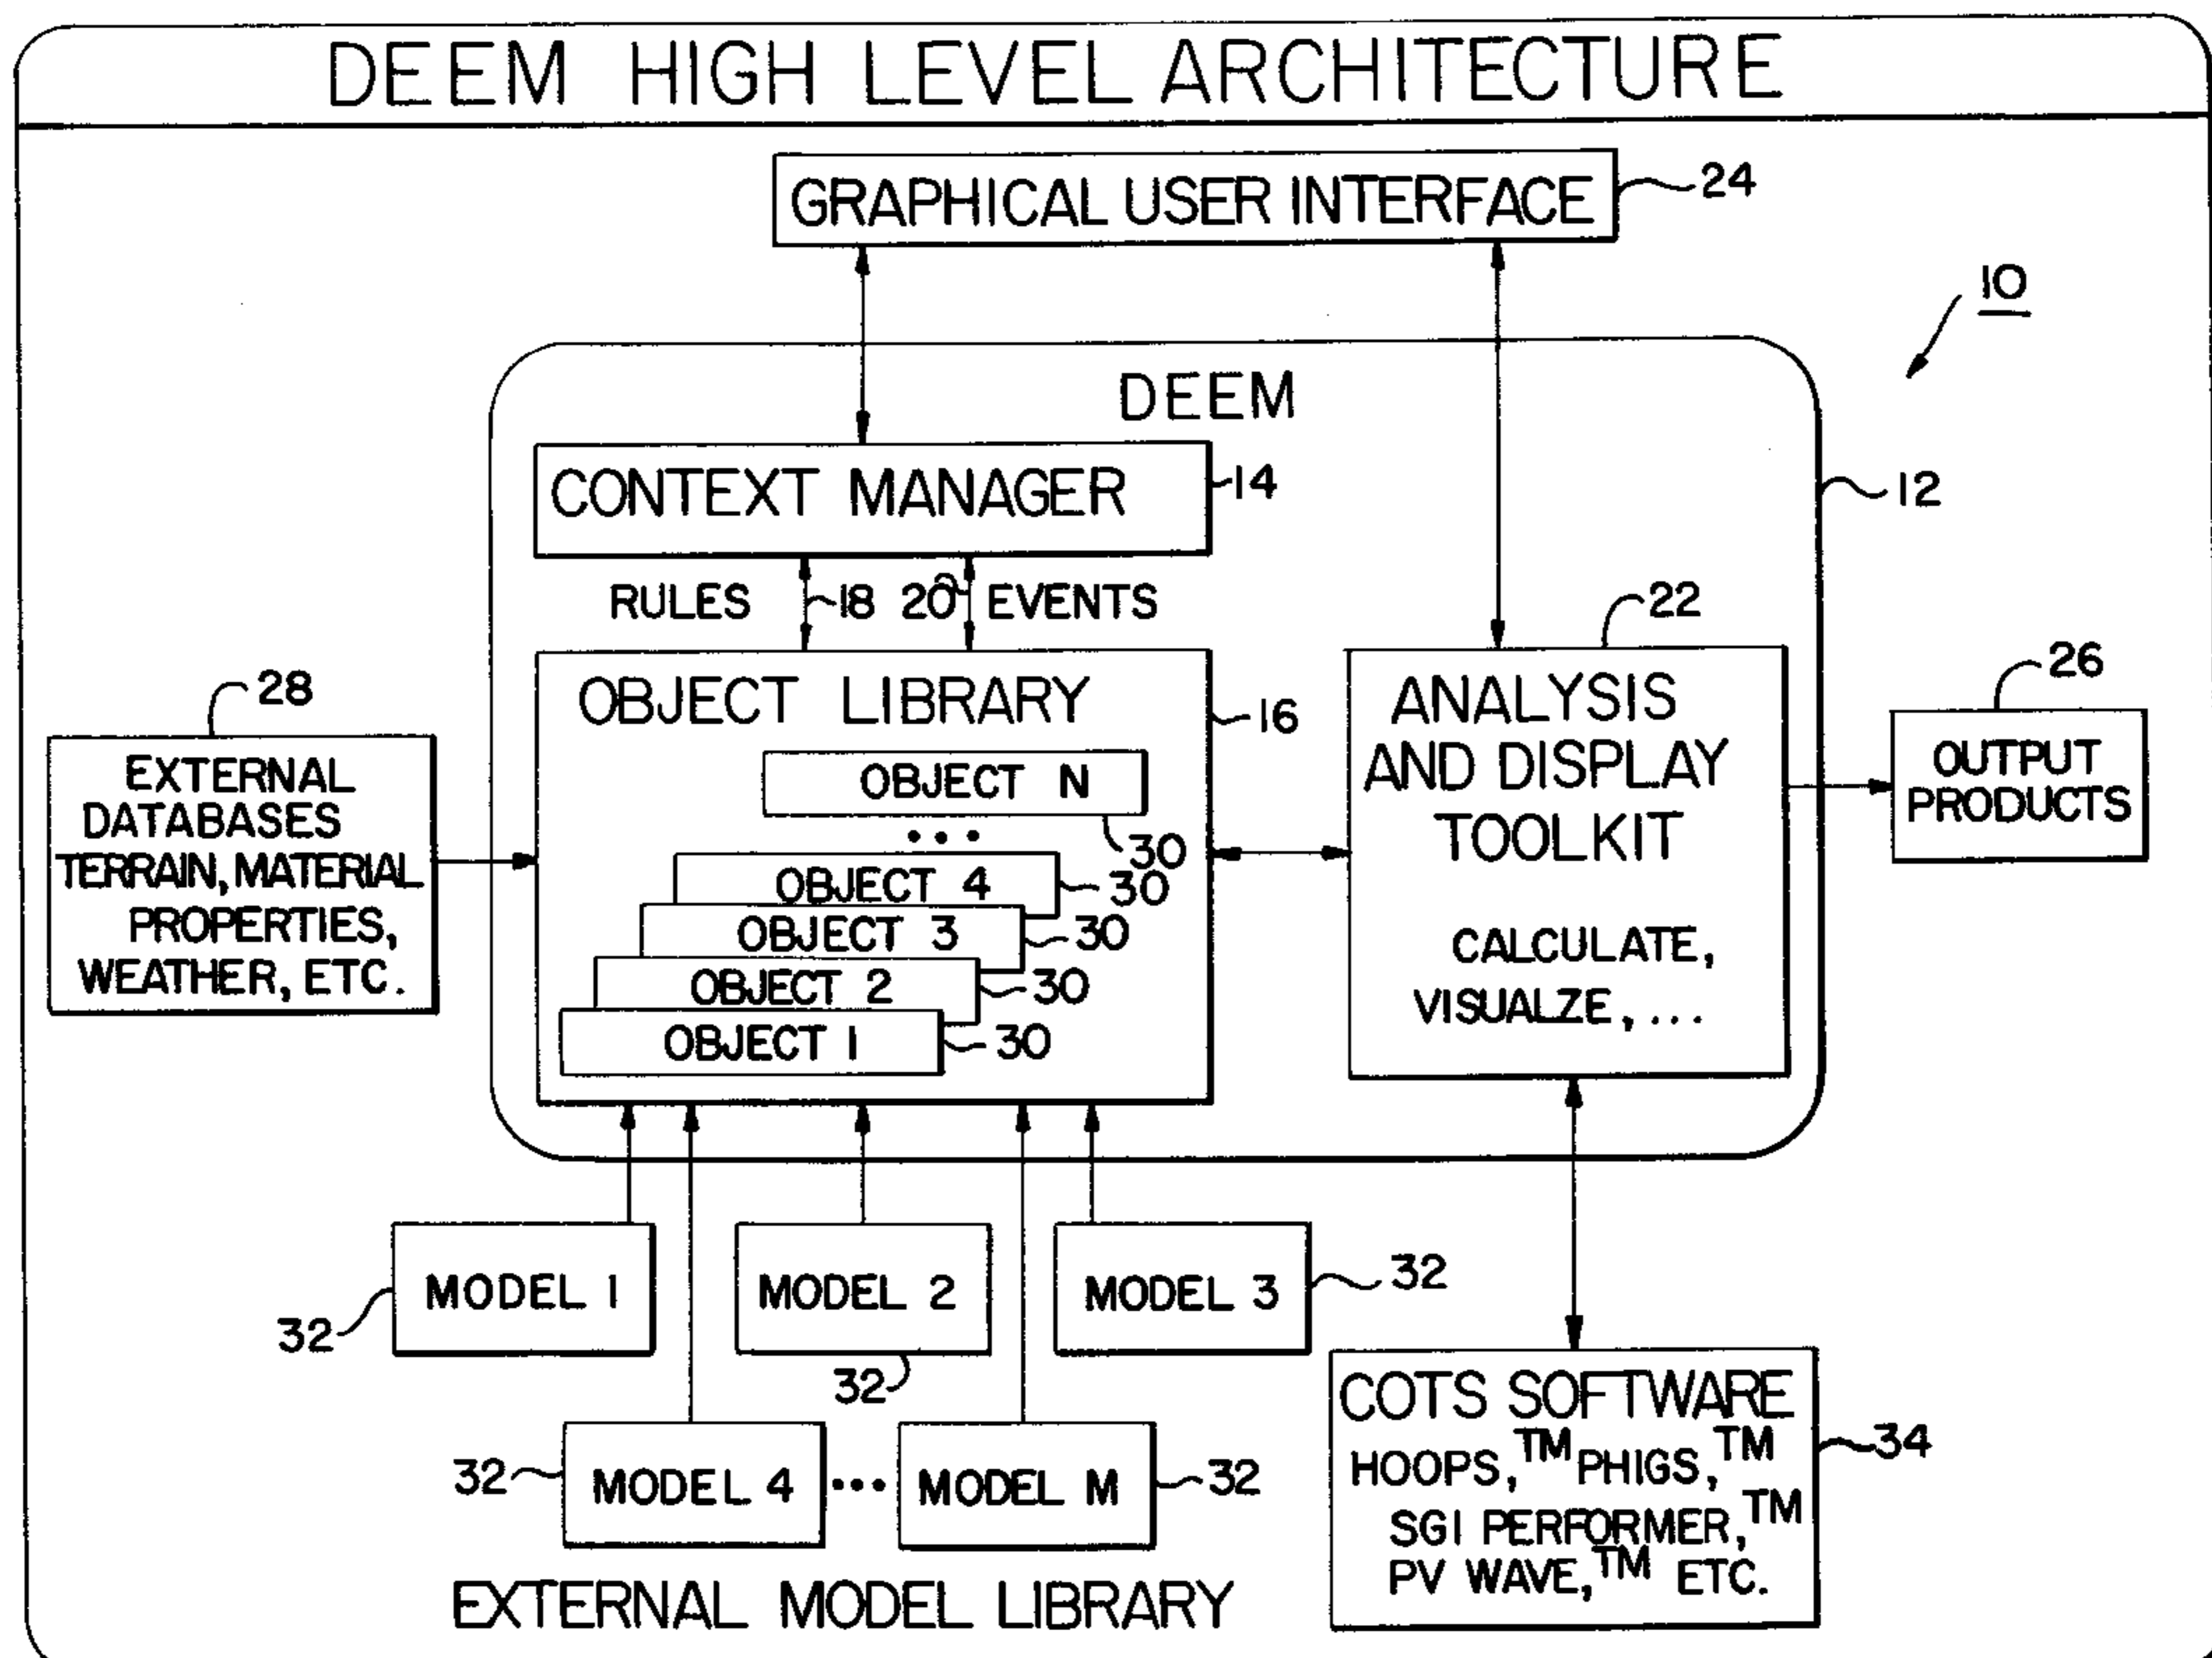 DEEM HIGH LEVEL ARCHITECTURE
GRAPHICAL USER INTERFACE
24
10
DEEM
CONTEXT MANAGER
14
12
RULES
18
20
EVENTS
22
28
26
OBJECT LIBRARY
16
ANALYSIS
AND DISPLAY
TOOLKIT
CALCULATE,
VISUALZE, ...
OUTPUT
PRODUCTS
EXTERNAL
DATABASES
TERRAIN, MATERIAL
PROPERTIES,
WEATHER, ETC.
OBJECT N
30
...
OBJECT 4
30
OBJECT 3
30
OBJECT 2
30
OBJECT 1
30
MODEL 1
32
MODEL 2
32
MODEL 3
32
32
MODEL 4
...
MODEL M
32
EXTERNAL MODEL LIBRARY
COTS SOFTWARE
HOOPS,™ PHIGS,™
SGI PERFORMER,™
PV WAVE,™ ETC.
34